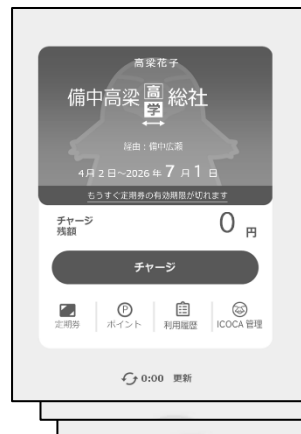 高梁花子
備中高梁 高学 総社
経由：備中広瀬
4月2日～2026年7月1日
もうすぐ定期券の有効期限が切れます
チャージ残額 0円
チャージ
定期券 ポイント 利用履歴 ICOCA管理
0:00 更新